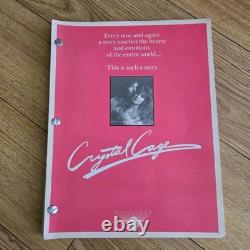 Every now and again
a story touches the hearts
and emotions
of the entire world....
This is such a story.
Crystal Cage
ebay